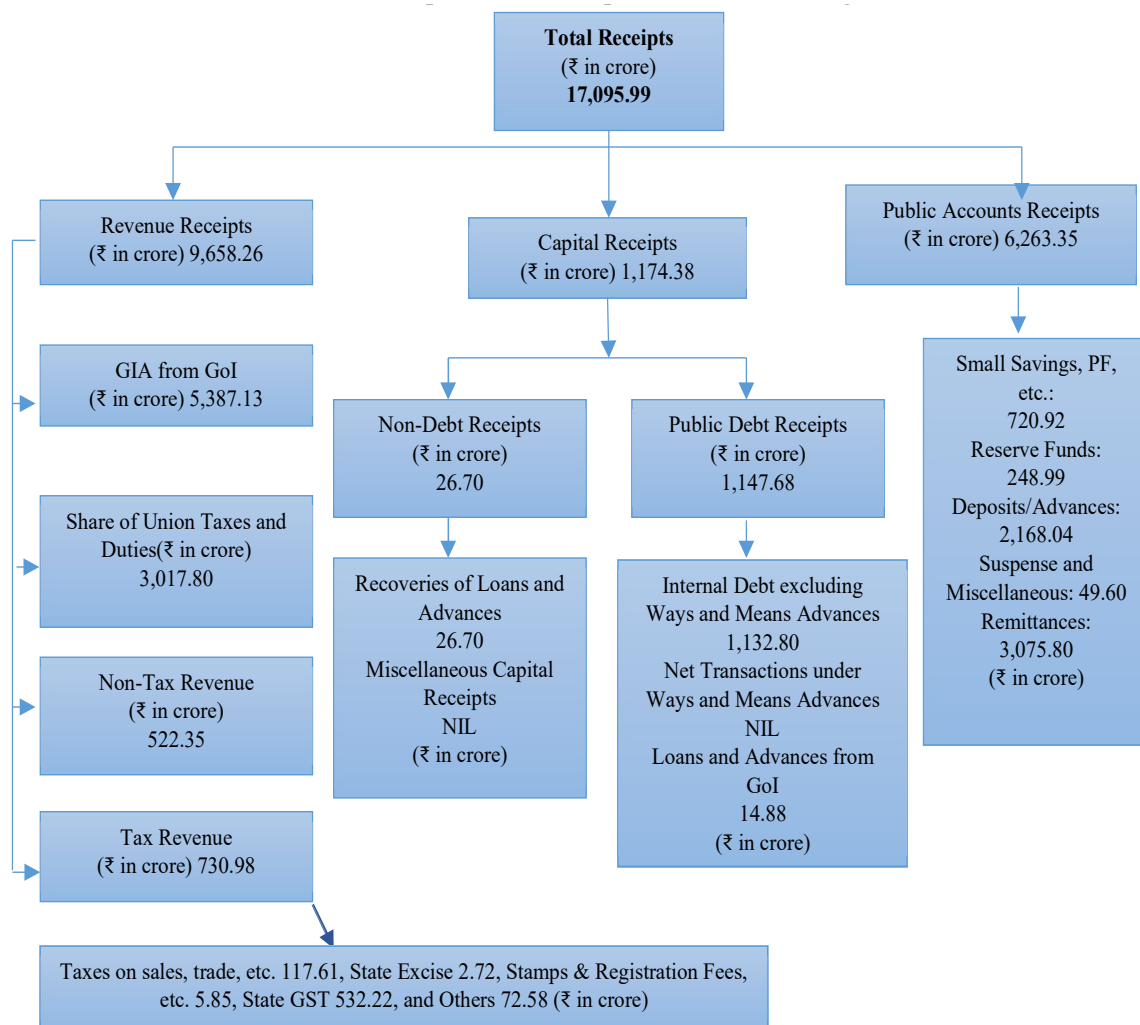 Total Receipts
(₹ in crore)
17,095.99
Revenue Receipts
(₹ in crore) 9,658.26
Capital Receipts
(₹ in crore) 1,174.38
Public Accounts Receipts
(₹ in crore) 6,263.35
GIA from GoI
(₹ in crore) 5,387.13
Share of Union Taxes and
Duties(₹ in crore)
3,017.80
Non-Tax Revenue
(₹ in crore)
522.35
Tax Revenue
(₹ in crore) 730.98
Taxes on sales, trade, etc. 117.61, State Excise 2.72, Stamps & Registration Fees,
etc. 5.85, State GST 532.22, and Others 72.58 (₹ in crore)
Non-Debt Receipts
(₹ in crore)
26.70
Recoveries of Loans and
Advances
26.70
Miscellaneous Capital
Receipts
NIL
(₹ in crore)
Public Debt Receipts
(₹ in crore)
1,147.68
Internal Debt excluding
Ways and Means Advances
1,132.80
Net Transactions under
Ways and Means Advances
NIL
Loans and Advances from
GoI
14.88
(₹ in crore)
Small Savings, PF,
etc.:
720.92
Reserve Funds:
248.99
Deposits/Advances:
2,168.04
Suspense and
Miscellaneous: 49.60
Remittances:
3,075.80
(₹ in crore)